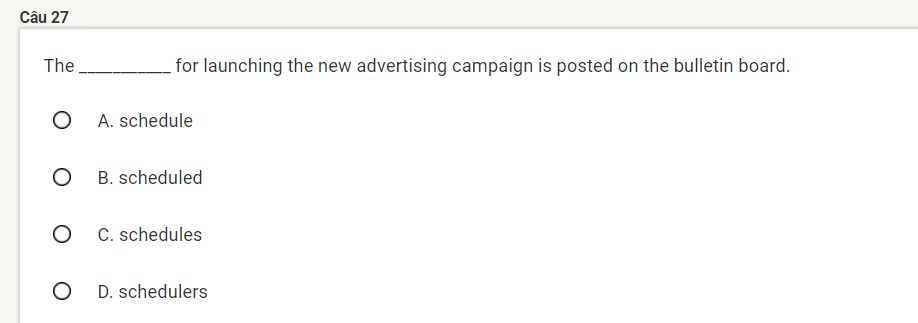 Câu 27
The ___________ for launching the new advertising campaign is posted on the bulletin board.
A. schedule
B. scheduled
C. schedules
D. schedulers